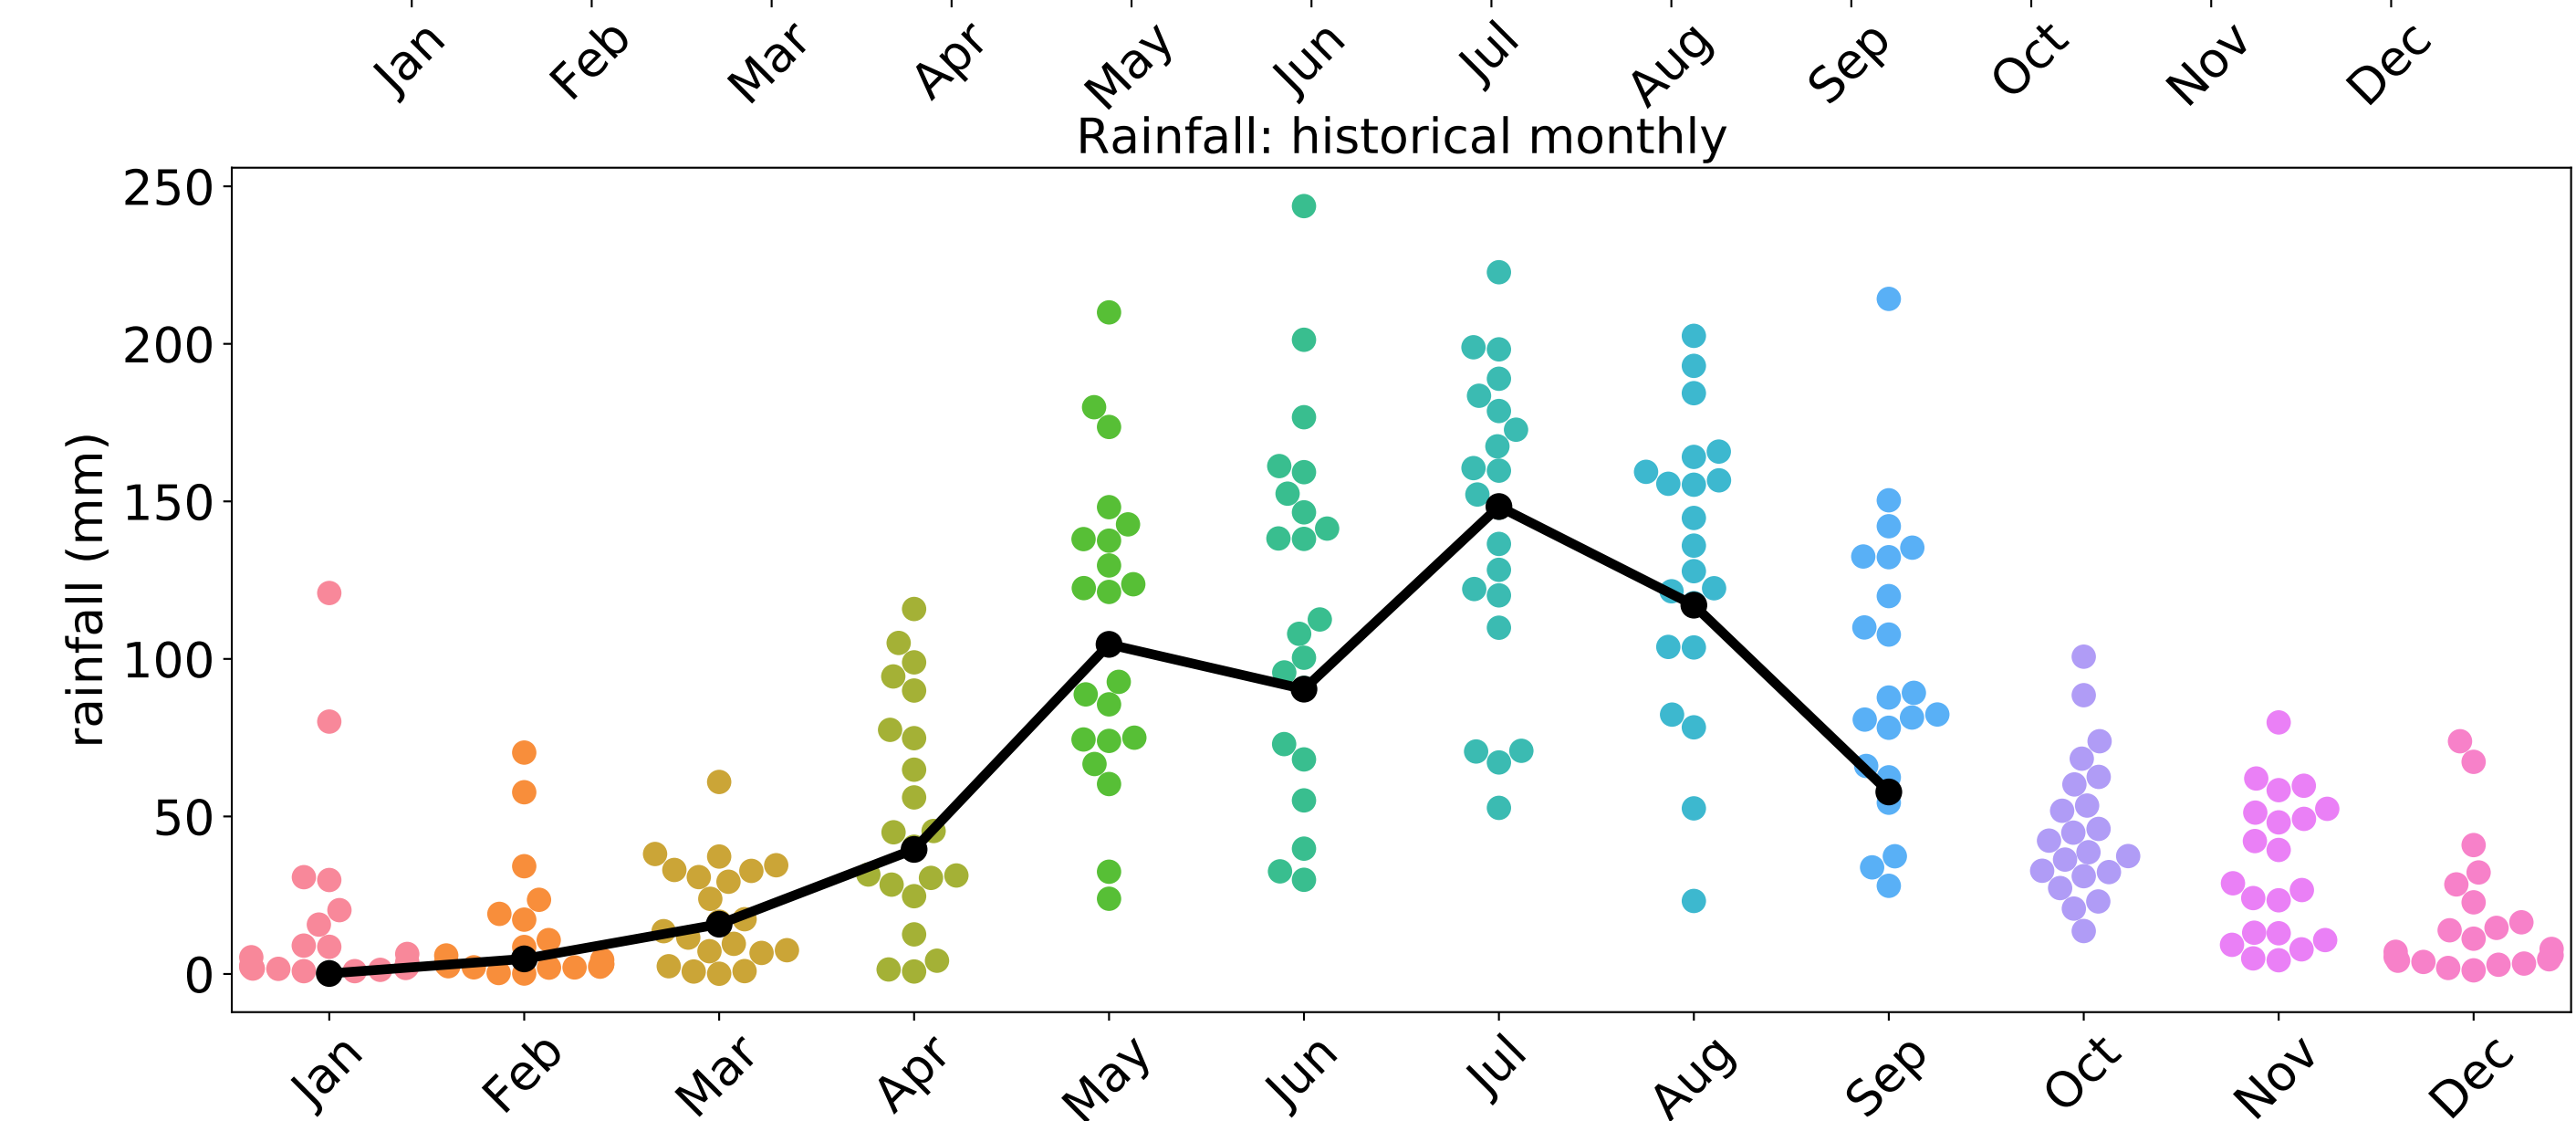 Jan Feb Mar Apr May Jun Jul Aug Sep Oct Nov Dec
Rainfall: historical monthly
250
200
150
100
50
0
rainfall (mm)
Jan Feb Mar Apr May Jun Jul Aug Sep Oct Nov Dec